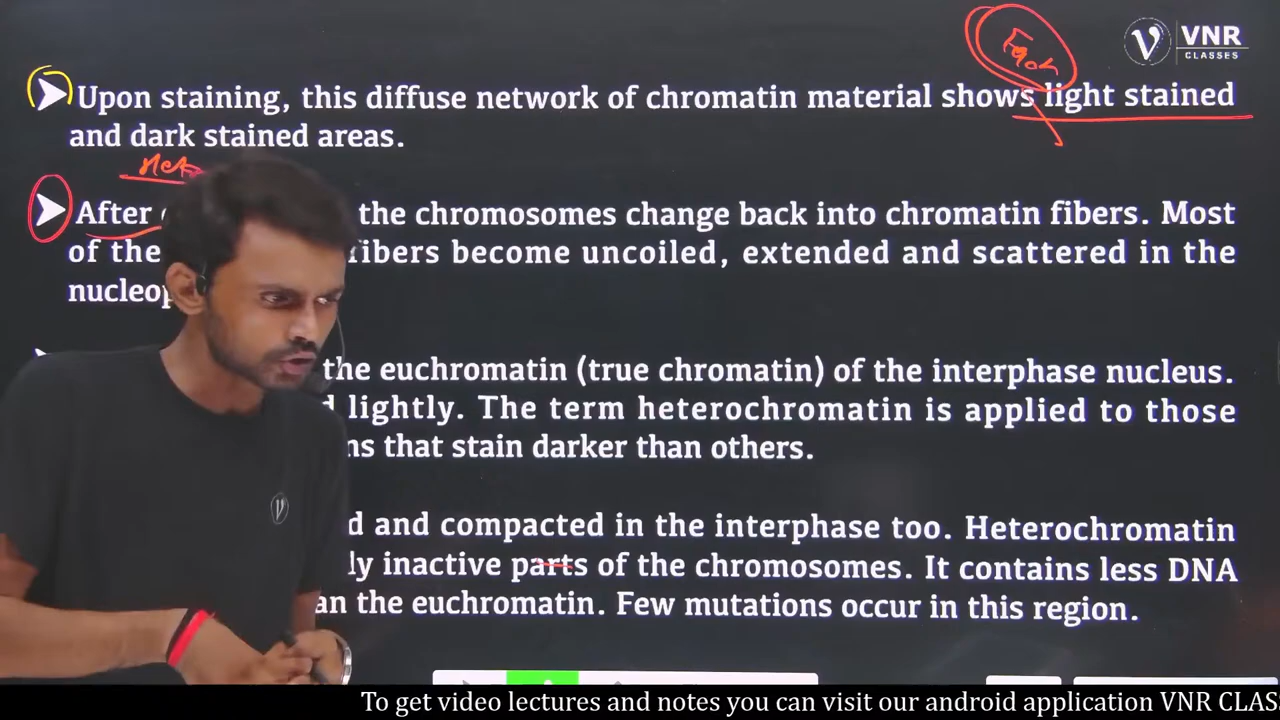 VNR
CLASSES
Upon staining, this diffuse network of chromatin material shows light stained
and dark stained areas.
After the chromosomes change back into chromatin fibers. Most
of the fibers become uncoiled, extended and scattered in the
the euchromatin (true chromatin) of the interphase nucleus.
lightly. The term heterochromatin is applied to those
that stain darker than others.
and compacted in the interphase too. Heterochromatin
inactive parts of the chromosomes. It contains less DNA
the euchromatin. Few mutations occur in this region.
To get video lectures and notes you can visit our android application VNR CLAS